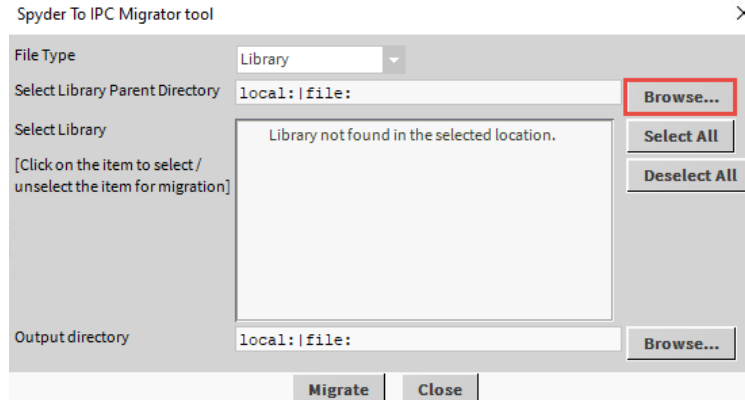 Spyder To IPC Migrator tool
File Type
Library
Select Library Parent Directory
local:|file:
Browse...
Select Library
Library not found in the selected location.
Select All
[Click on the item to select /
unselect the item for migration]
Deselect All
Output directory
local:|file:
Browse...
Migrate
Close